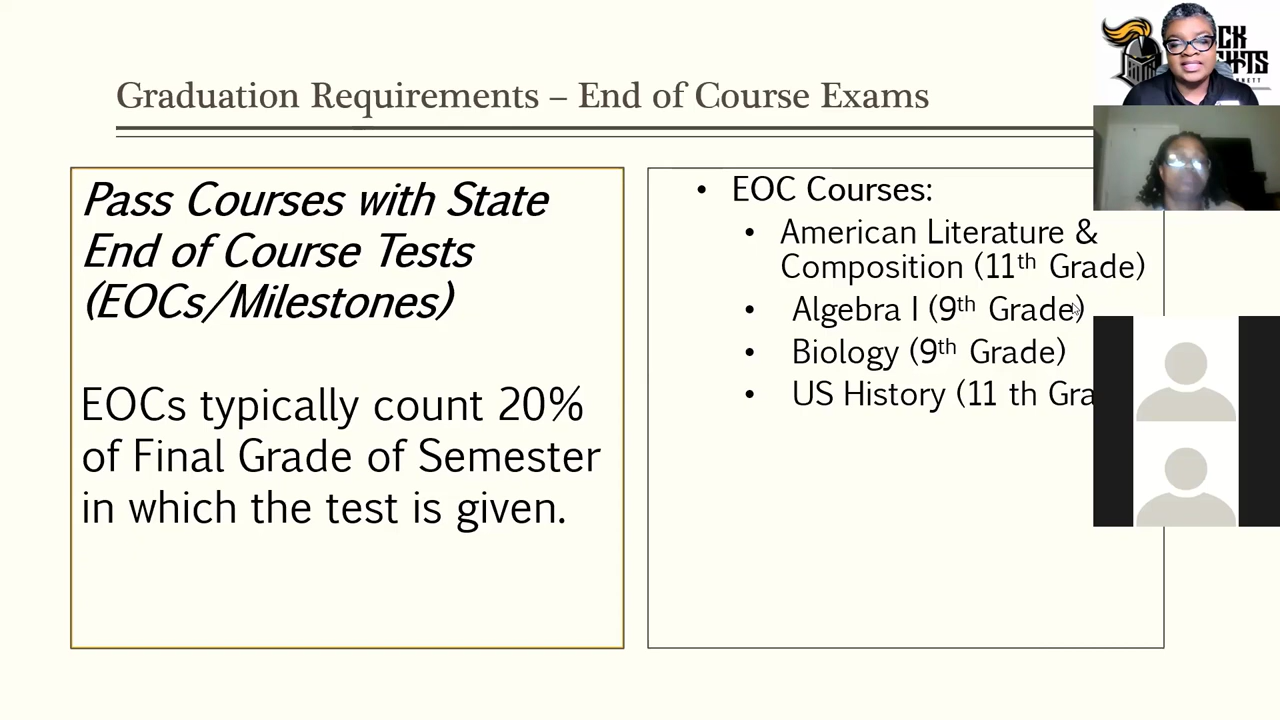 Graduation Requirements – End of Course Exams
Pass Courses with State
End of Course Tests
(EOCs/Milestones)
EOCs typically count 20%
of Final Grade of Semester
in which the test is given.
• EOC Courses:
• American Literature &
Composition (11th Grade)
• Algebra I (9th Grade)
• Biology (9th Grade)
• US History (11 th Gra